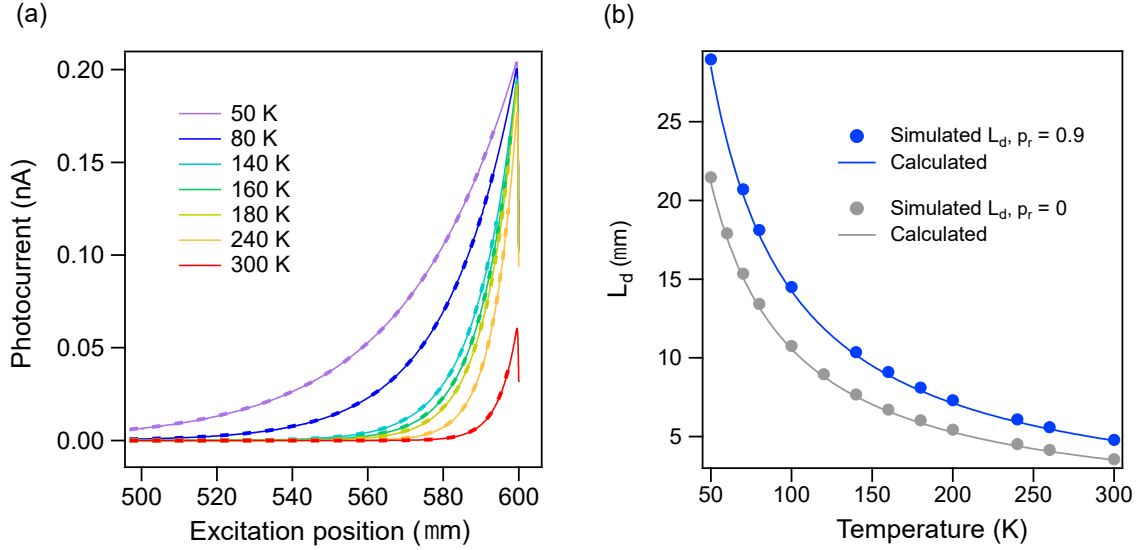 (a)
Photocurrent (nA)
0.20
0.15
0.10
0.05
0.00
50 K
80 K
140 K
160 K
180 K
240 K
300 K
500 520 540 560 580 600
Excitation position (mm)
(b)
L_d (mm)
25
20
15
10
5
Simulated L_d, p_r = 0.9
Calculated
Simulated L_d, p_r = 0
Calculated
50 100 150 200 250 300
Temperature (K)